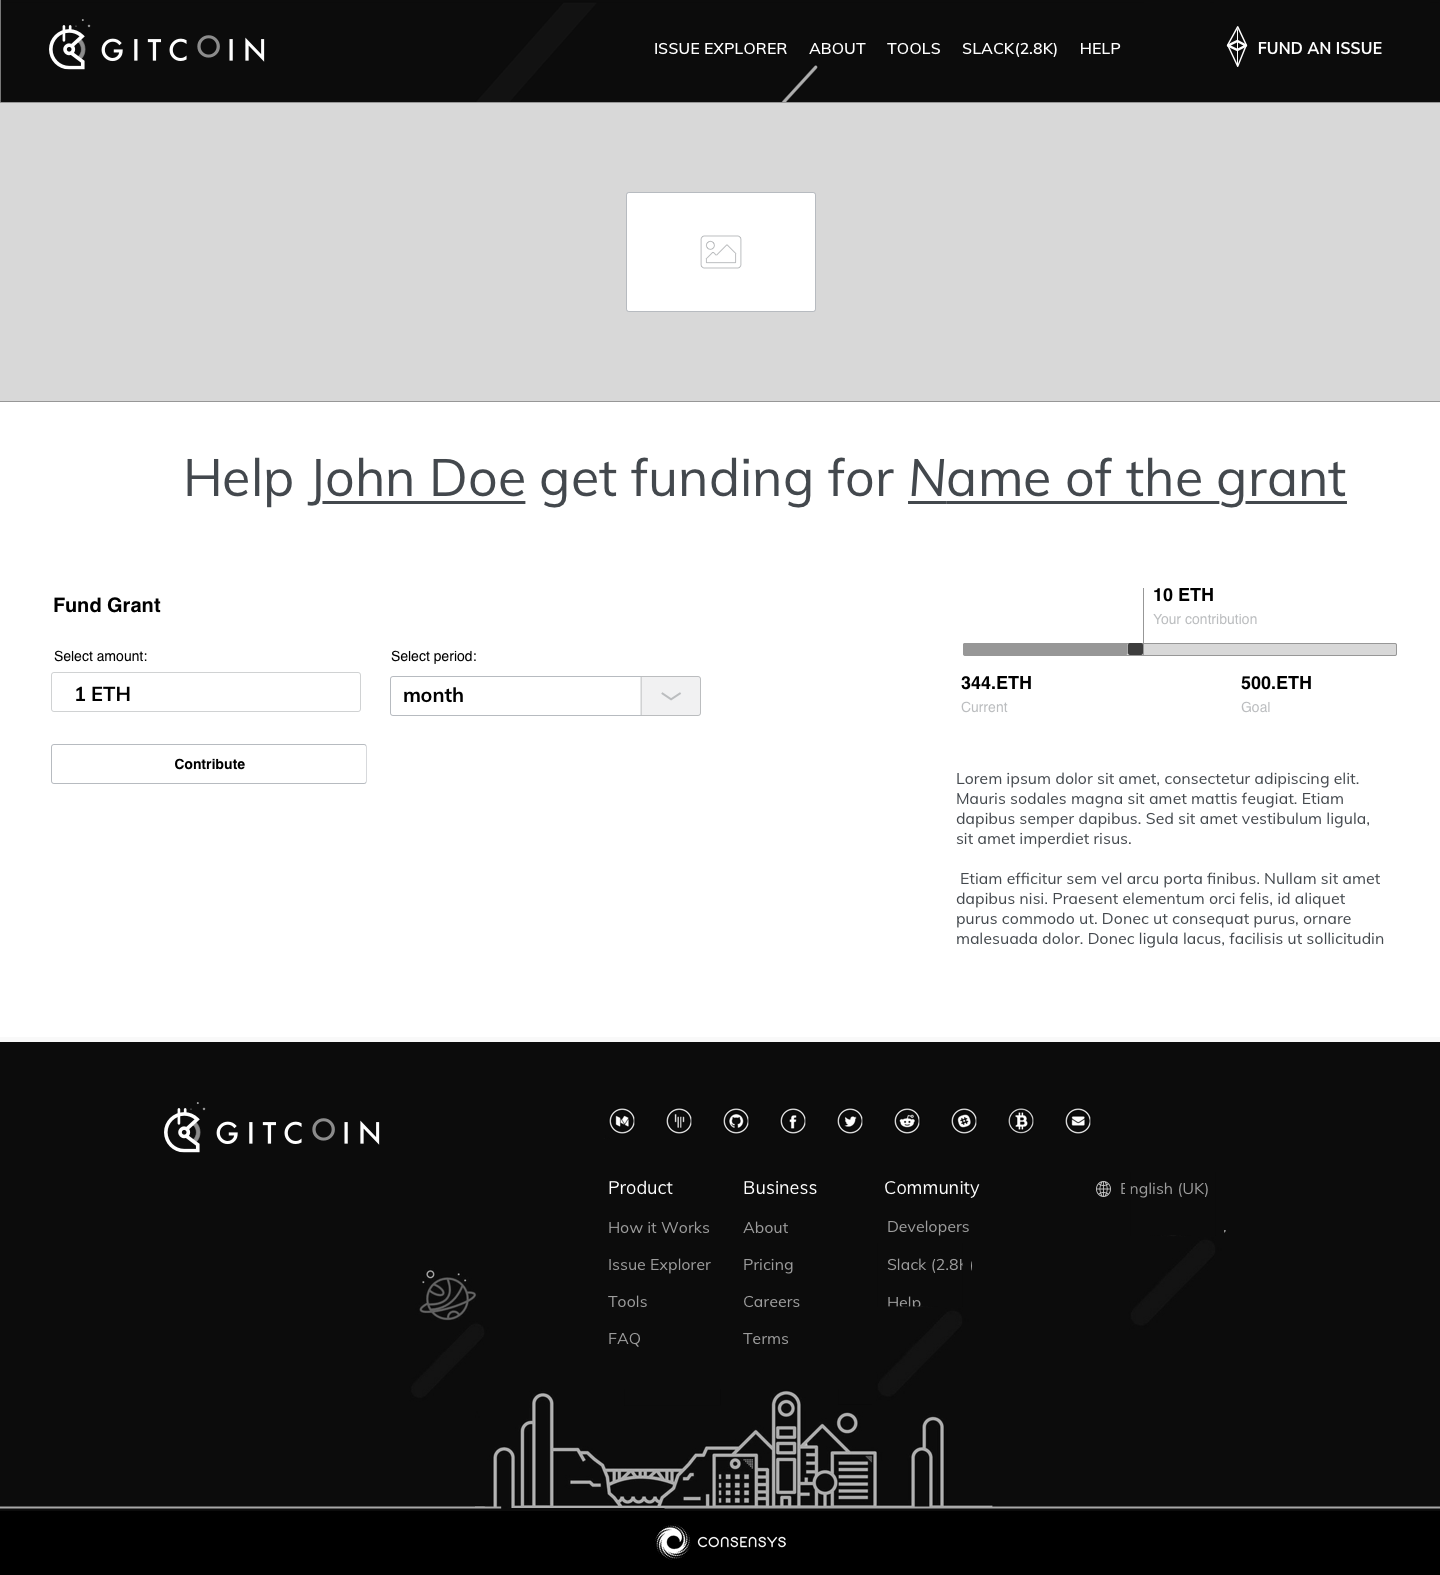 GITCOIN
ISSUE EXPLORER ABOUT TOOLS SLACK(2.8K) HELP
FUND AN ISSUE
Help John Doe get funding for Name of the grant
Fund Grant
Select amount:
1 ETH
Select period:
month
Contribute
10 ETH
Your contribution
344.ETH
Current
500.ETH
Goal
Lorem ipsum dolor sit amet, consectetur adipiscing elit.
Mauris sodales magna sit amet mattis feugiat. Etiam
dapibus semper dapibus. Sed sit amet vestibulum ligula,
sit amet imperdiet risus.
Etiam efficitur sem vel arcu porta finibus. Nullam sit amet
dapibus nisi. Praesent elementum orci felis, id aliquet
purus commodo ut. Donec ut consequat purus, ornare
malesuada dolor. Donec ligula lacus, facilisis ut sollicitudin
GITCOIN
Product
How it Works
Issue Explorer
Tools
FAQ
Business
About
Pricing
Careers
Terms
Community
Developers
Slack (2.8k
Help
English (UK)
CONSENSYS